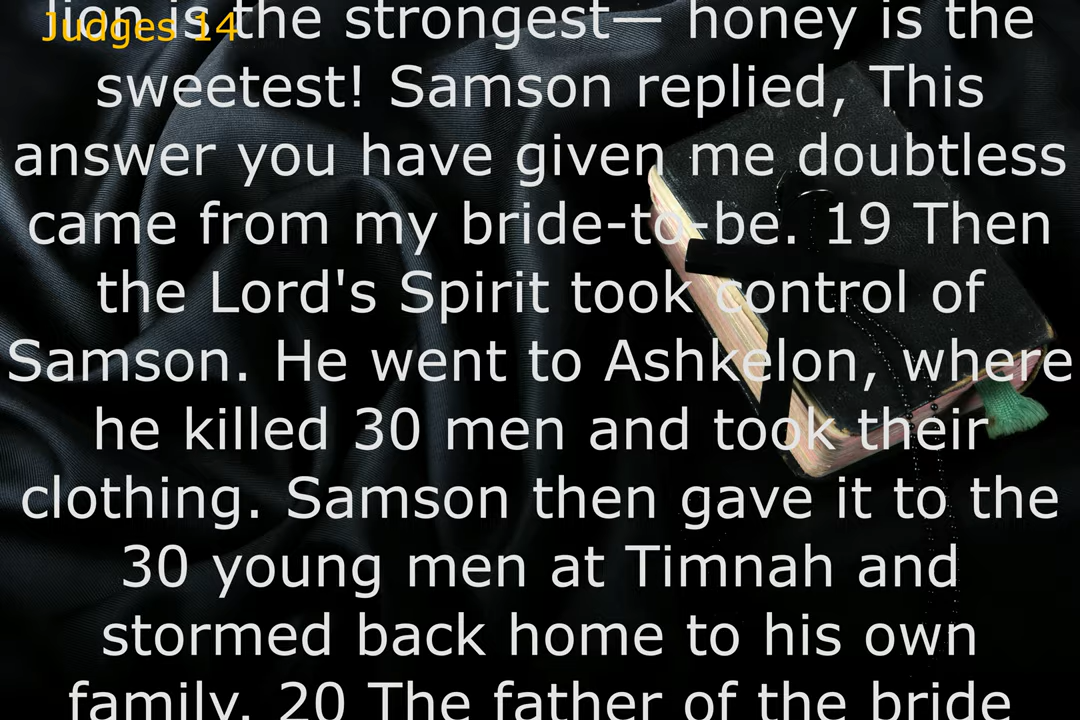 Judges 14
lion is the strongest— honey is the
sweetest! Samson replied, This
answer you have given me doubtless
came from my bride-to-be. 19 Then
the Lord's Spirit took control of
Samson. He went to Ashkelon, where
he killed 30 men and took their
clothing. Samson then gave it to the
30 young men at Timnah and
stormed back home to his own
family. 20 The father of the bride